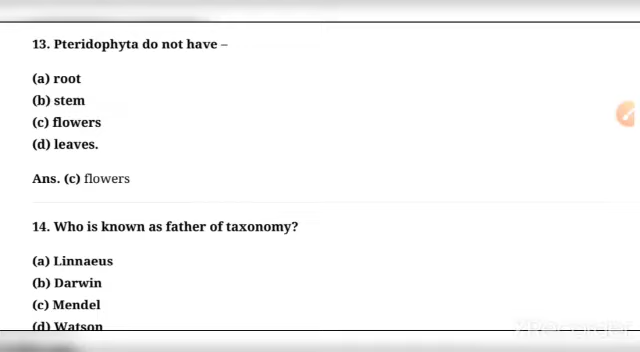 13. Pteridophyta do not have –
(a) root
(b) stem
(c) flowers
(d) leaves.
Ans. (c) flowers
14. Who is known as father of taxonomy?
(a) Linnaeus
(b) Darwin
(c) Mendel
(d) Watson